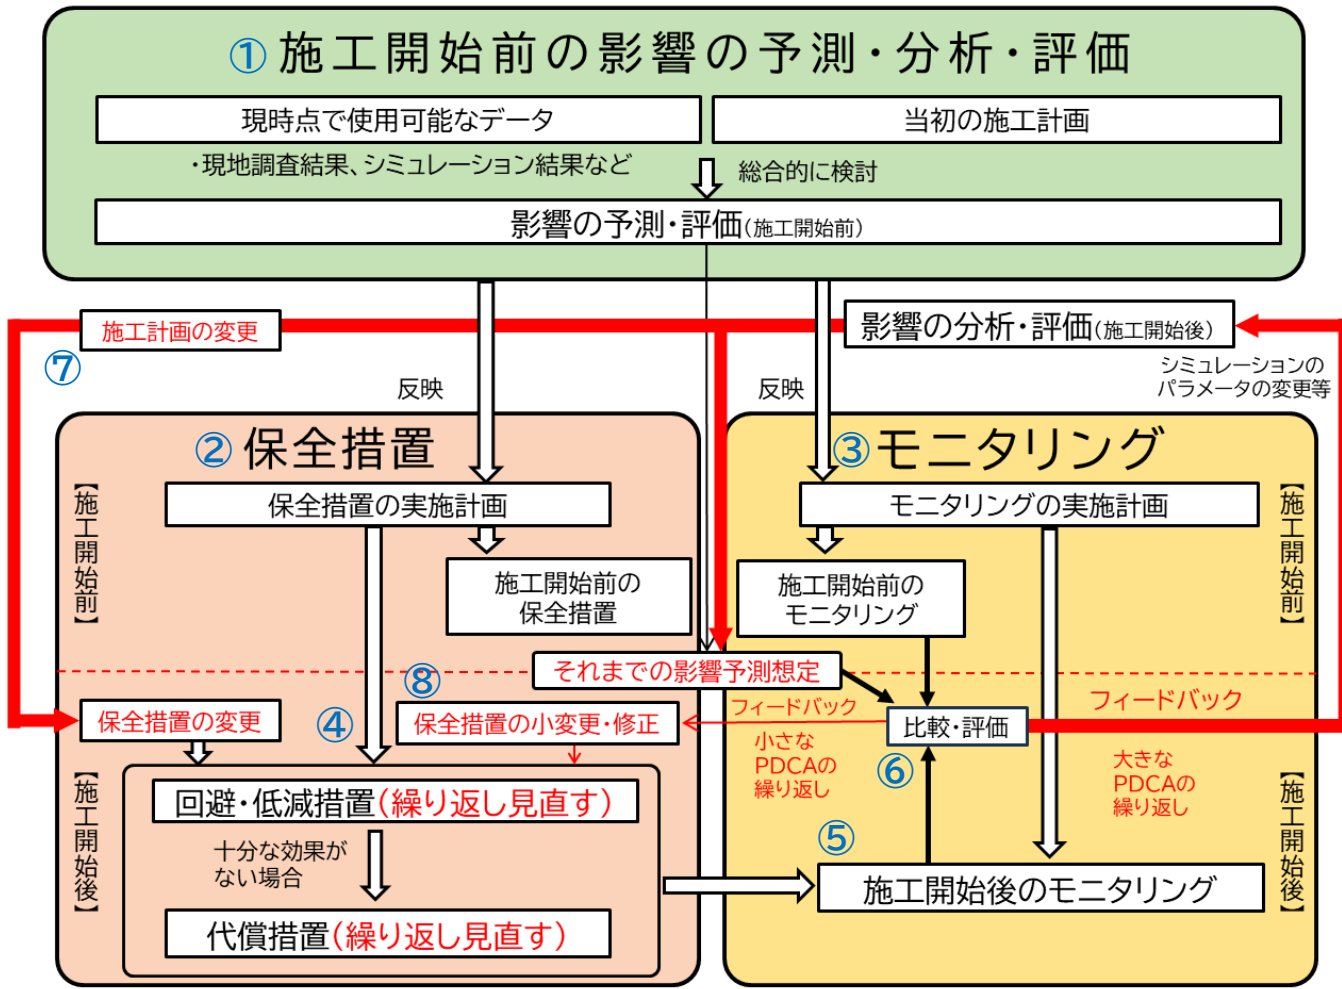 ①施工開始前の影響の予測・分析・評価
現時点で使用可能なデータ
当初の施工計画
・現地調査結果、シミュレーション結果など
総合的に検討
影響の予測・評価(施工開始前)
施工計画の変更
影響の分析・評価(施工開始後)
⑦
シミュレーションの
パラメータの変更等
反映
反映
②保全措置
③モニタリング
【施工開始前】
保全措置の実施計画
モニタリングの実施計画
【施工開始前】
施工開始前の
保全措置
施工開始前の
モニタリング
それまでの影響予測想定
⑧
保全措置の変更
④
保全措置の小変更・修正
フィードバック
比較・評価
フィードバック
小さな
PDCAの
繰り返し
⑥
大きな
PDCAの
繰り返し
【施工開始後】
回避・低減措置(繰り返し見直す)
【施工開始後】
十分な効果が
ない場合
⑤
施工開始後のモニタリング
代償措置(繰り返し見直す)